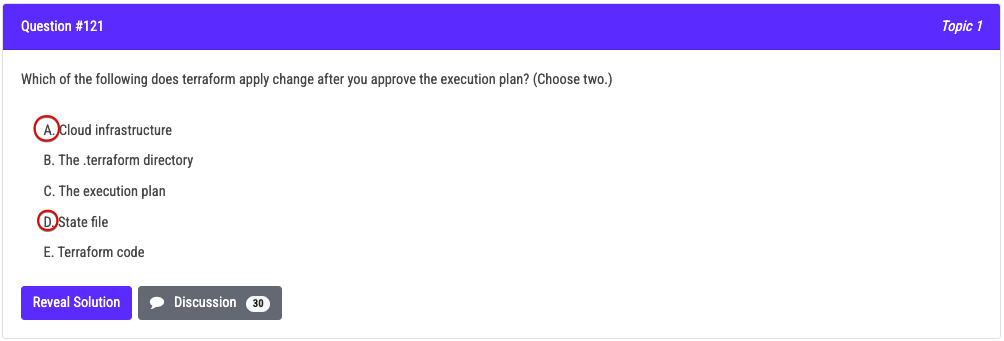 Question #121
Topic 1
Which of the following does terraform apply change after you approve the execution plan? (Choose two.)
A. Cloud infrastructure
B. The .terraform directory
C. The execution plan
D. State file
E. Terraform code
Reveal Solution
Discussion 30